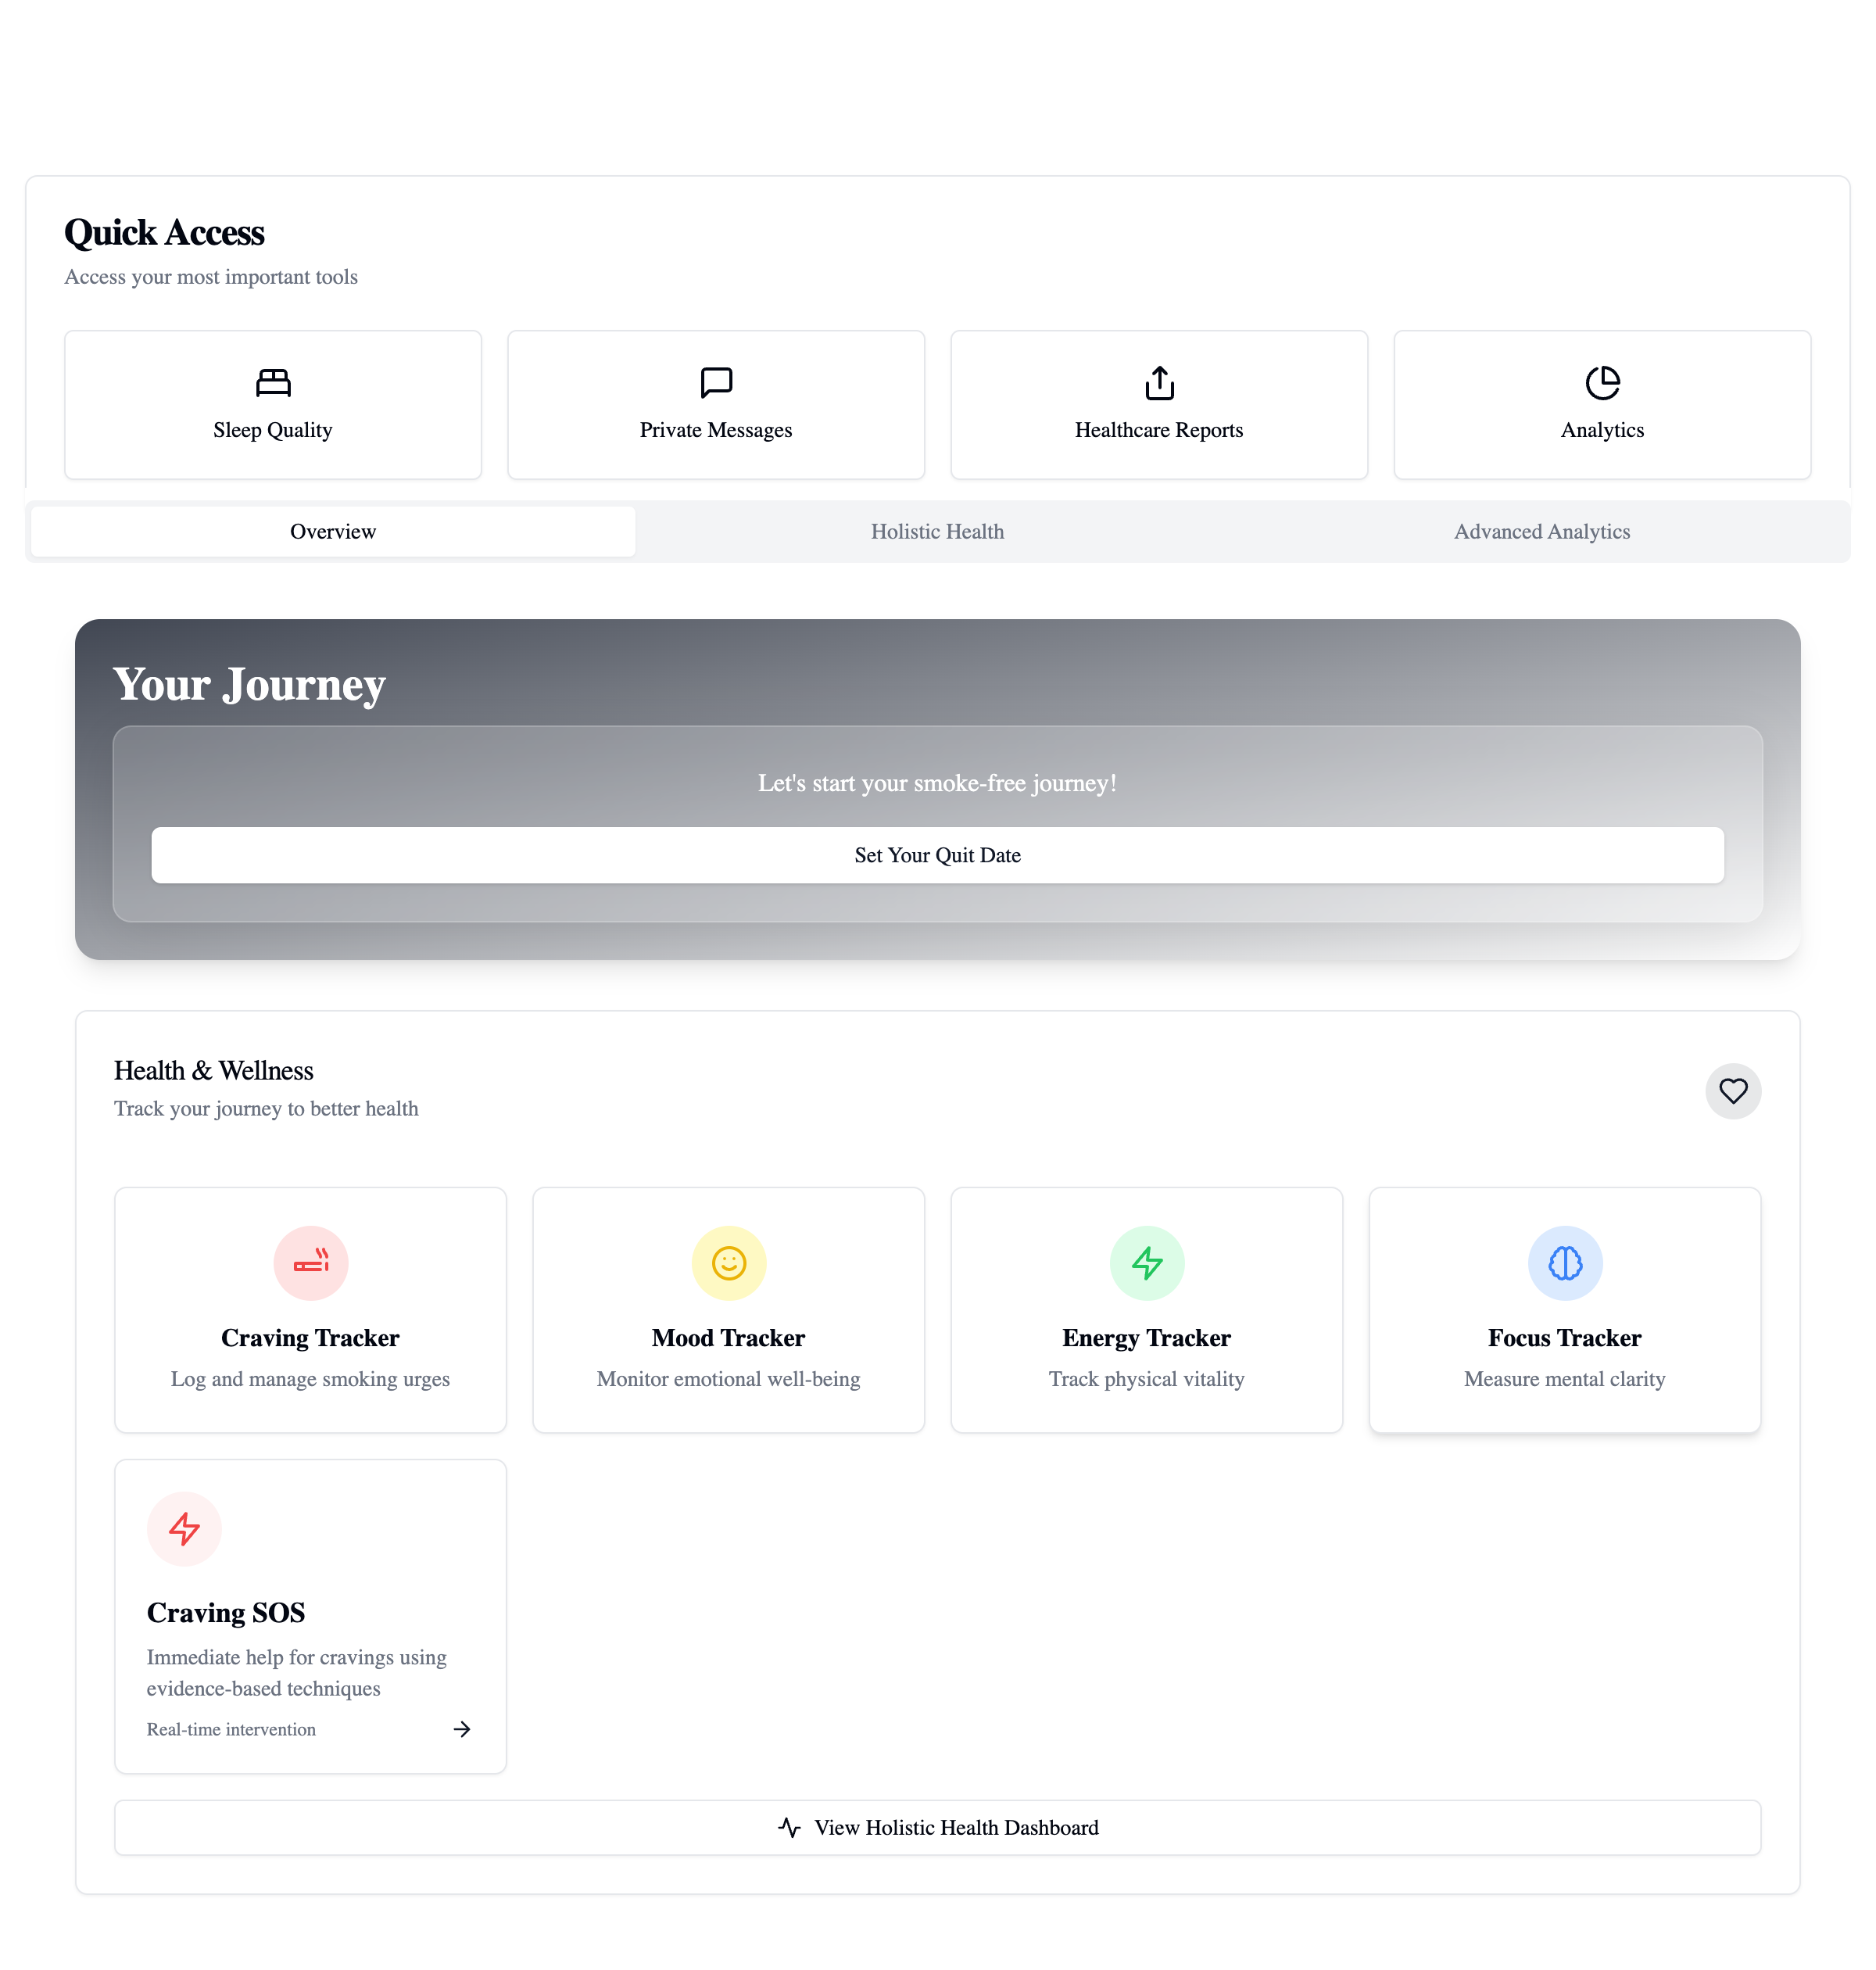 Quick Access
Access your most important tools
Sleep Quality
Private Messages
Healthcare Reports
Analytics
Overview
Holistic Health
Advanced Analytics
Your Journey
Let's start your smoke-free journey!
Set Your Quit Date
Health & Wellness
Track your journey to better health
Craving Tracker
Log and manage smoking urges
Mood Tracker
Monitor emotional well-being
Energy Tracker
Track physical vitality
Focus Tracker
Measure mental clarity
Craving SOS
Immediate help for cravings using
evidence-based techniques
Real-time intervention
View Holistic Health Dashboard